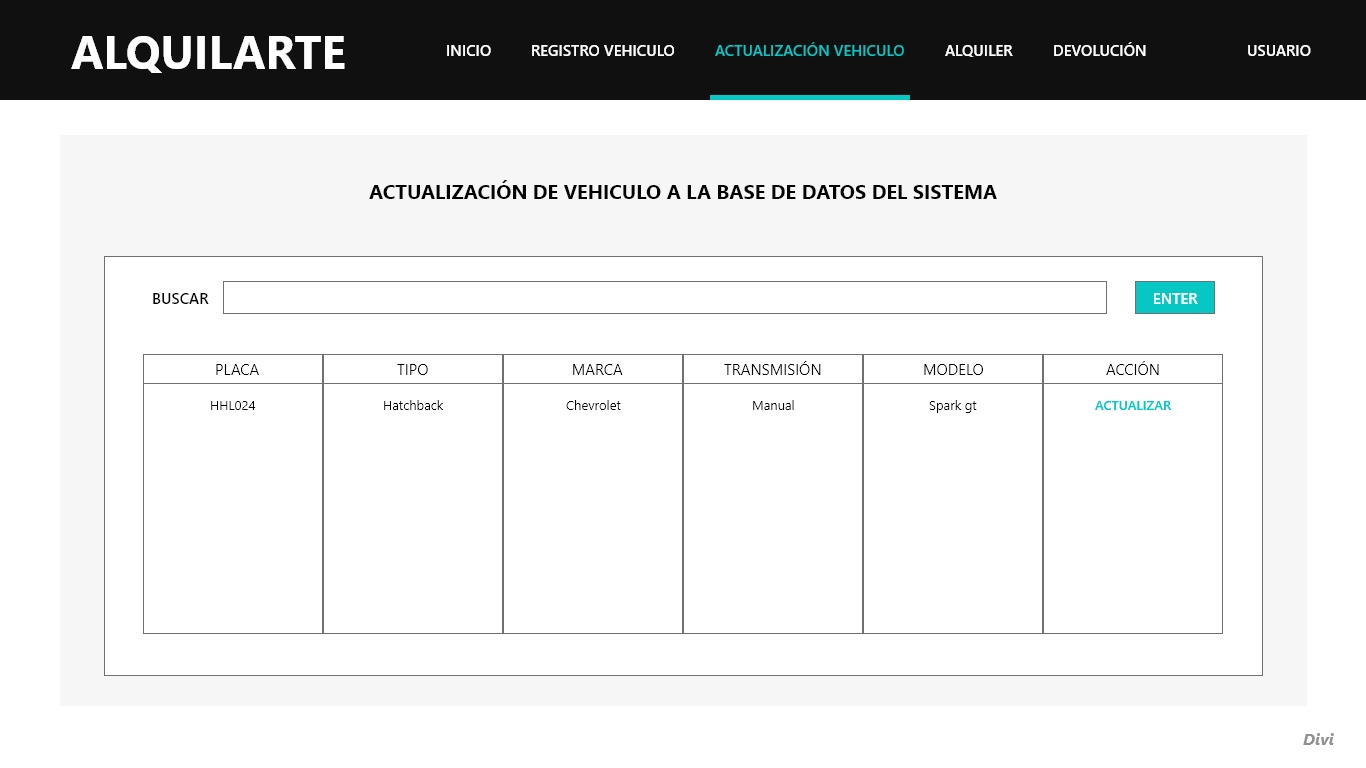 ALQUILARTE INICIO REGISTRO VEHICULO ACTUALIZACIÓN VEHICULO ALQUILER DEVOLUCIÓN USUARIO
ACTUALIZACIÓN DE VEHICULO A LA BASE DE DATOS DEL SISTEMA
BUSCAR ENTER
PLACA TIPO MARCA TRANSMISIÓN MODELO ACCIÓN
HHL024 Hatchback Chevrolet Manual Spark gt ACTUALIZAR
Divi